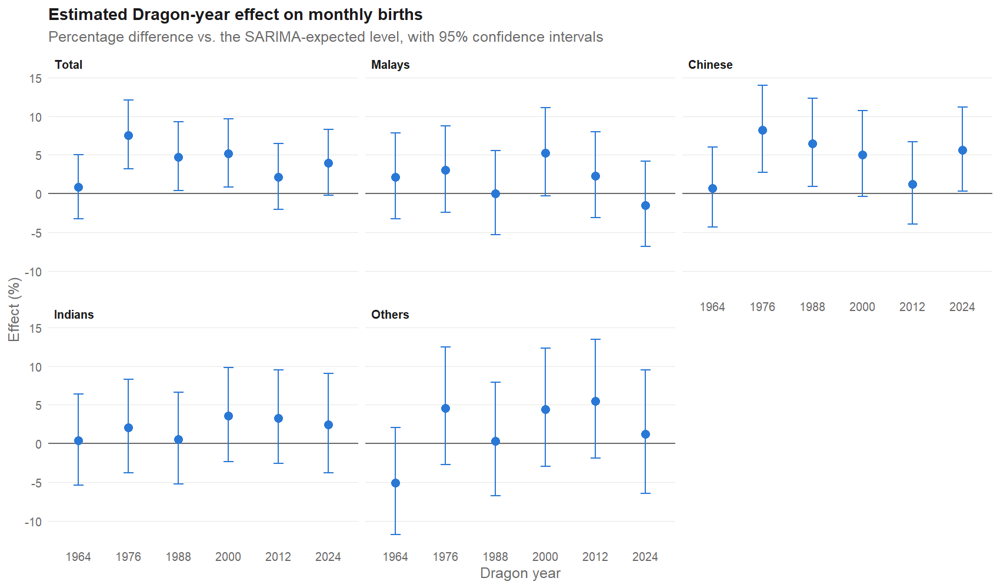 Estimated Dragon-year effect on monthly births
Percentage difference vs. the SARIMA-expected level, with 95% confidence intervals
Total
Malays
Chinese
15
10
5
0
-5
-10
1964 1976 1988 2000 2012 2024
Effect (%)
Indians
Others
15
10
5
0
-5
-10
1964 1976 1988 2000 2012 2024
1964 1976 1988 2000 2012 2024
Dragon year